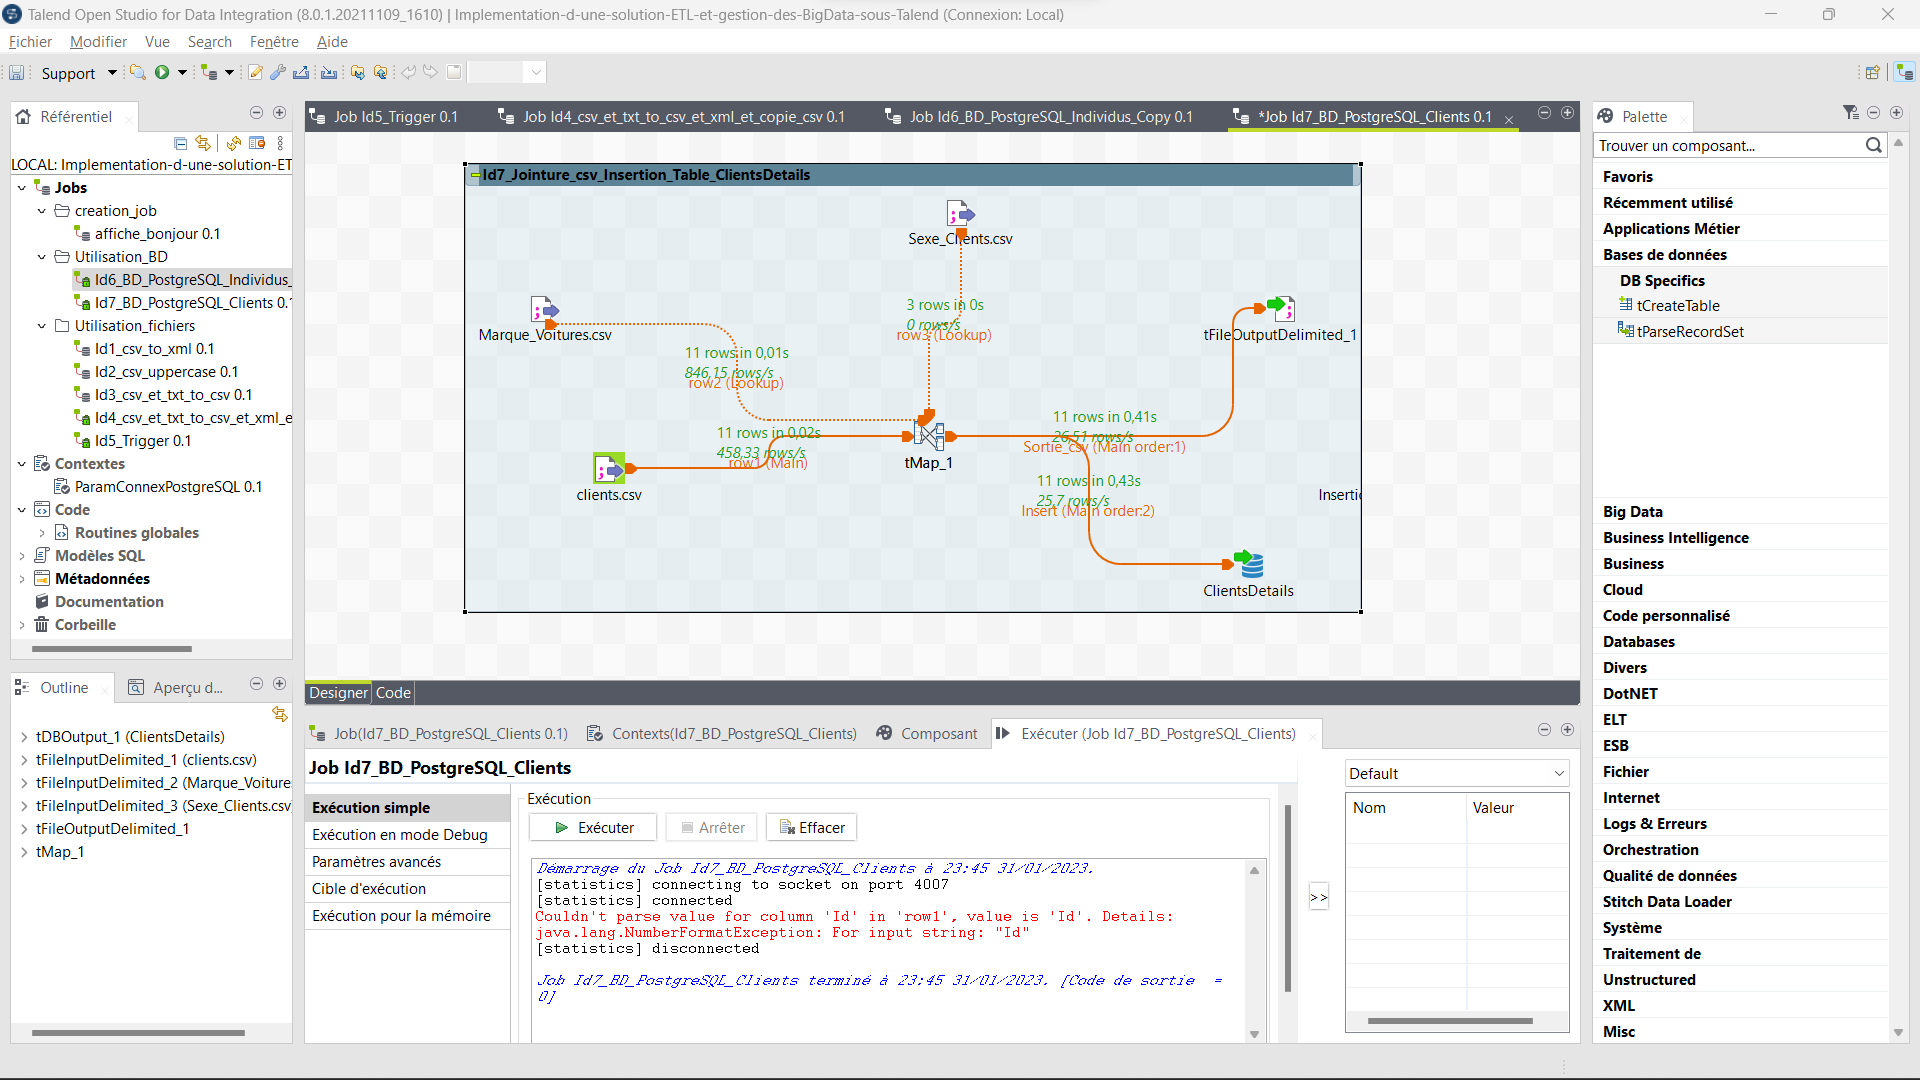 Talend Open Studio for Data Integration (8.0.1.20211109_1610) | Implementation-d-une-solution-ETL-et-gestion-des-BigData-sous-Talend (Connexion: Local)
Fichier Modifier Vue Search Fenêtre Aide
Support
Référentiel
LOCAL: Implementation-d-une-solution-ET
Jobs
creation_job
affiche_bonjour 0.1
Utilisation_BD
Id6_BD_PostgreSQL_Individus_
Id7_BD_PostgreSQL_Clients 0.1
Utilisation_fichiers
Id1_csv_to_xml 0.1
Id2_csv_uppercase 0.1
Id3_csv_et_txt_to_csv 0.1
Id4_csv_et_txt_to_csv_et_xml_e
Id5_Trigger 0.1
Contextes
ParamConnexPostgreSQL 0.1
Code
Routines globales
Modèles SQL
Métadonnées
Documentation
Corbeille
Outline Aperçu d...
tDBOutput_1 (ClientsDetails)
tFileInputDelimited_1 (clients.csv)
tFileInputDelimited_2 (Marque_Voiture
tFileInputDelimited_3 (Sexe_Clients.csv
tFileOutputDelimited_1
tMap_1
Job Id5_Trigger 0.1 Job Id4_csv_et_txt_to_csv_et_xml_et_copie_csv 0.1 Job Id6_BD_PostgreSQL_Individus_Copy 0.1 *Job Id7_BD_PostgreSQL_Clients 0.1
Id7_Jointure_csv_Insertion_Table_ClientsDetails
Sexe_Clients.csv
3 rows in 0s
0 rows/s
row3 (Lookup)
Marque_Voitures.csv
11 rows in 0,01s
846,15 rows/s
row2 (Lookup)
tFileOutputDelimited_1
11 rows in 0,02s
458,33 rows/s
row1 (Main)
clients.csv
tMap_1
11 rows in 0,41s
26,51 rows/s
Sortie_csv (Main order:1)
11 rows in 0,43s
25,7 rows/s
Insert (Main order:2)
Insertic
ClientsDetails
Designer Code
Job(Id7_BD_PostgreSQL_Clients 0.1) Contexts(Id7_BD_PostgreSQL_Clients) Composant Exécuter (Job Id7_BD_PostgreSQL_Clients)
Job Id7_BD_PostgreSQL_Clients
Exécution simple
Exécution en mode Debug
Paramètres avancés
Cible d'exécution
Exécution pour la mémoire
Exécution
Exécuter Arrêter Effacer
Démarrage du Job Id7_BD_PostgreSQL_Clients à 23:45 31/01/2023.
[statistics] connecting to socket on port 4007
[statistics] connected
Couldn't parse value for column 'Id' in 'row1', value is 'Id'. Details:
java.lang.NumberFormatException: For input string: "Id"
[statistics] disconnected
Job Id7_BD_PostgreSQL_Clients terminé à 23:45 31/01/2023. [Code de sortie =
0]
>>
Default
Nom Valeur
Palette
Trouver un composant...
Favoris
Récemment utilisé
Applications Métier
Bases de données
DB Specifics
tCreateTable
tParseRecordSet
Big Data
Business Intelligence
Business
Cloud
Code personnalisé
Databases
Divers
DotNET
ELT
ESB
Fichier
Internet
Logs & Erreurs
Orchestration
Qualité de données
Stitch Data Loader
Système
Traitement de
Unstructured
XML
Misc